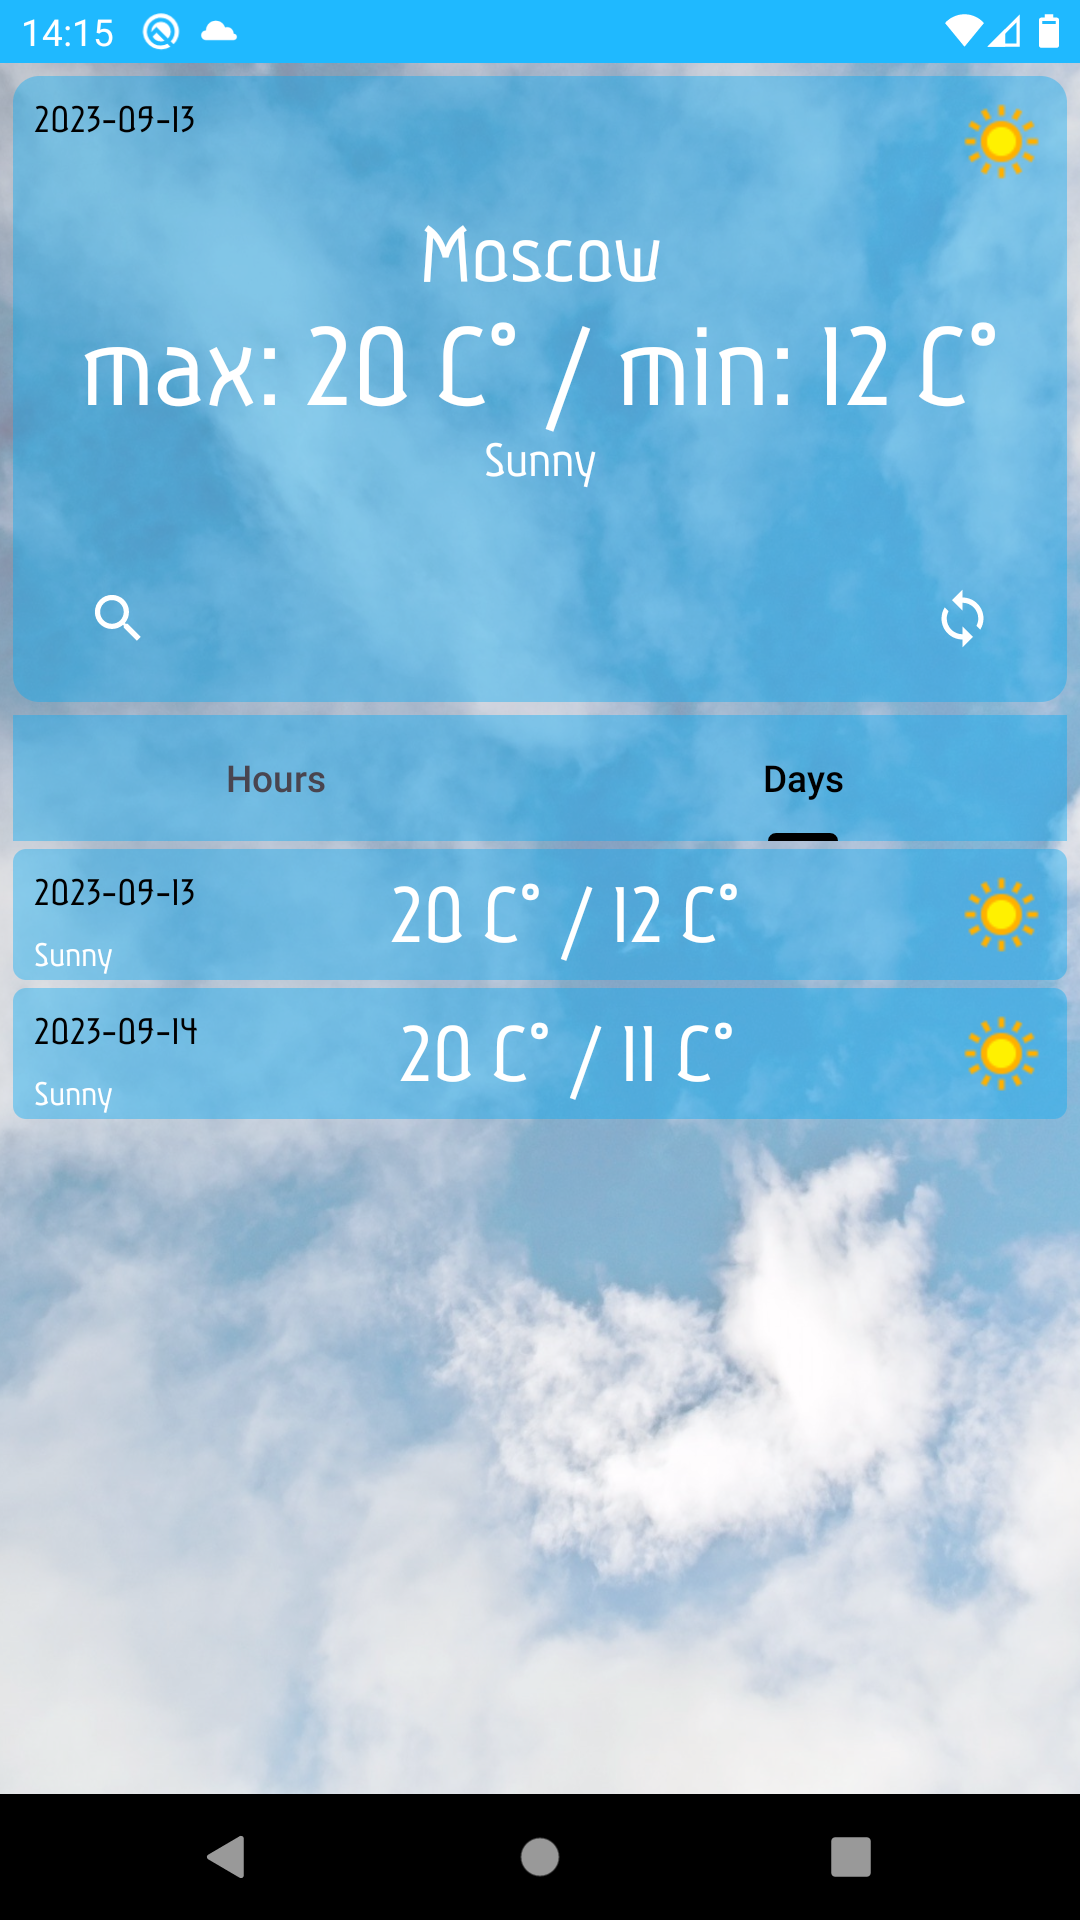 14:15
2023-09-13
Moscow
max: 20 C° / min: 12 C°
Sunny
Hours Days
2023-09-13
20 C° / 12 C°
Sunny
2023-09-14
20 C° / 11 C°
Sunny